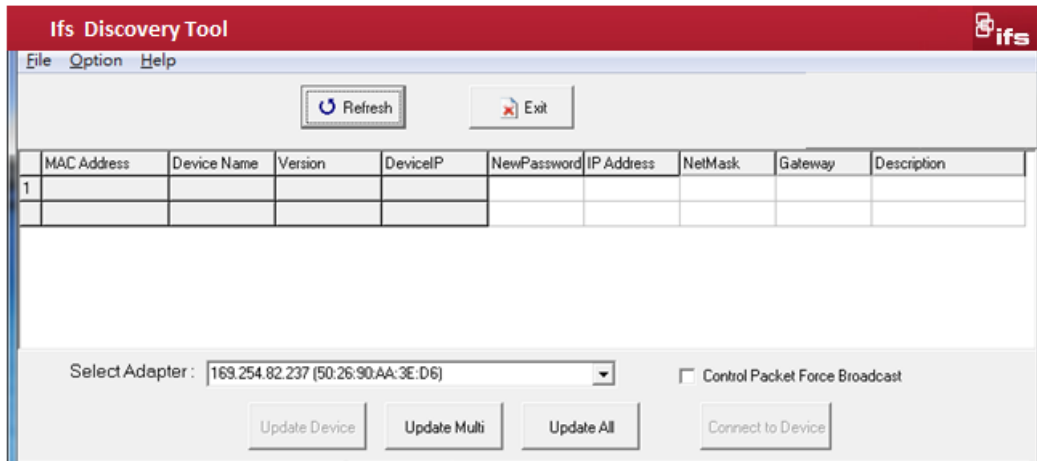 Ifs Discovery Tool
ifs
File Option Help
Refresh Exit
MAC Address Device Name Version DeviceIP NewPassword IP Address NetMask Gateway Description
1
Select Adapter : 169.254.82.237 (50:26:90:AA:3E:D6) Control Packet Force Broadcast
Update Device Update Multi Update All Connect to Device